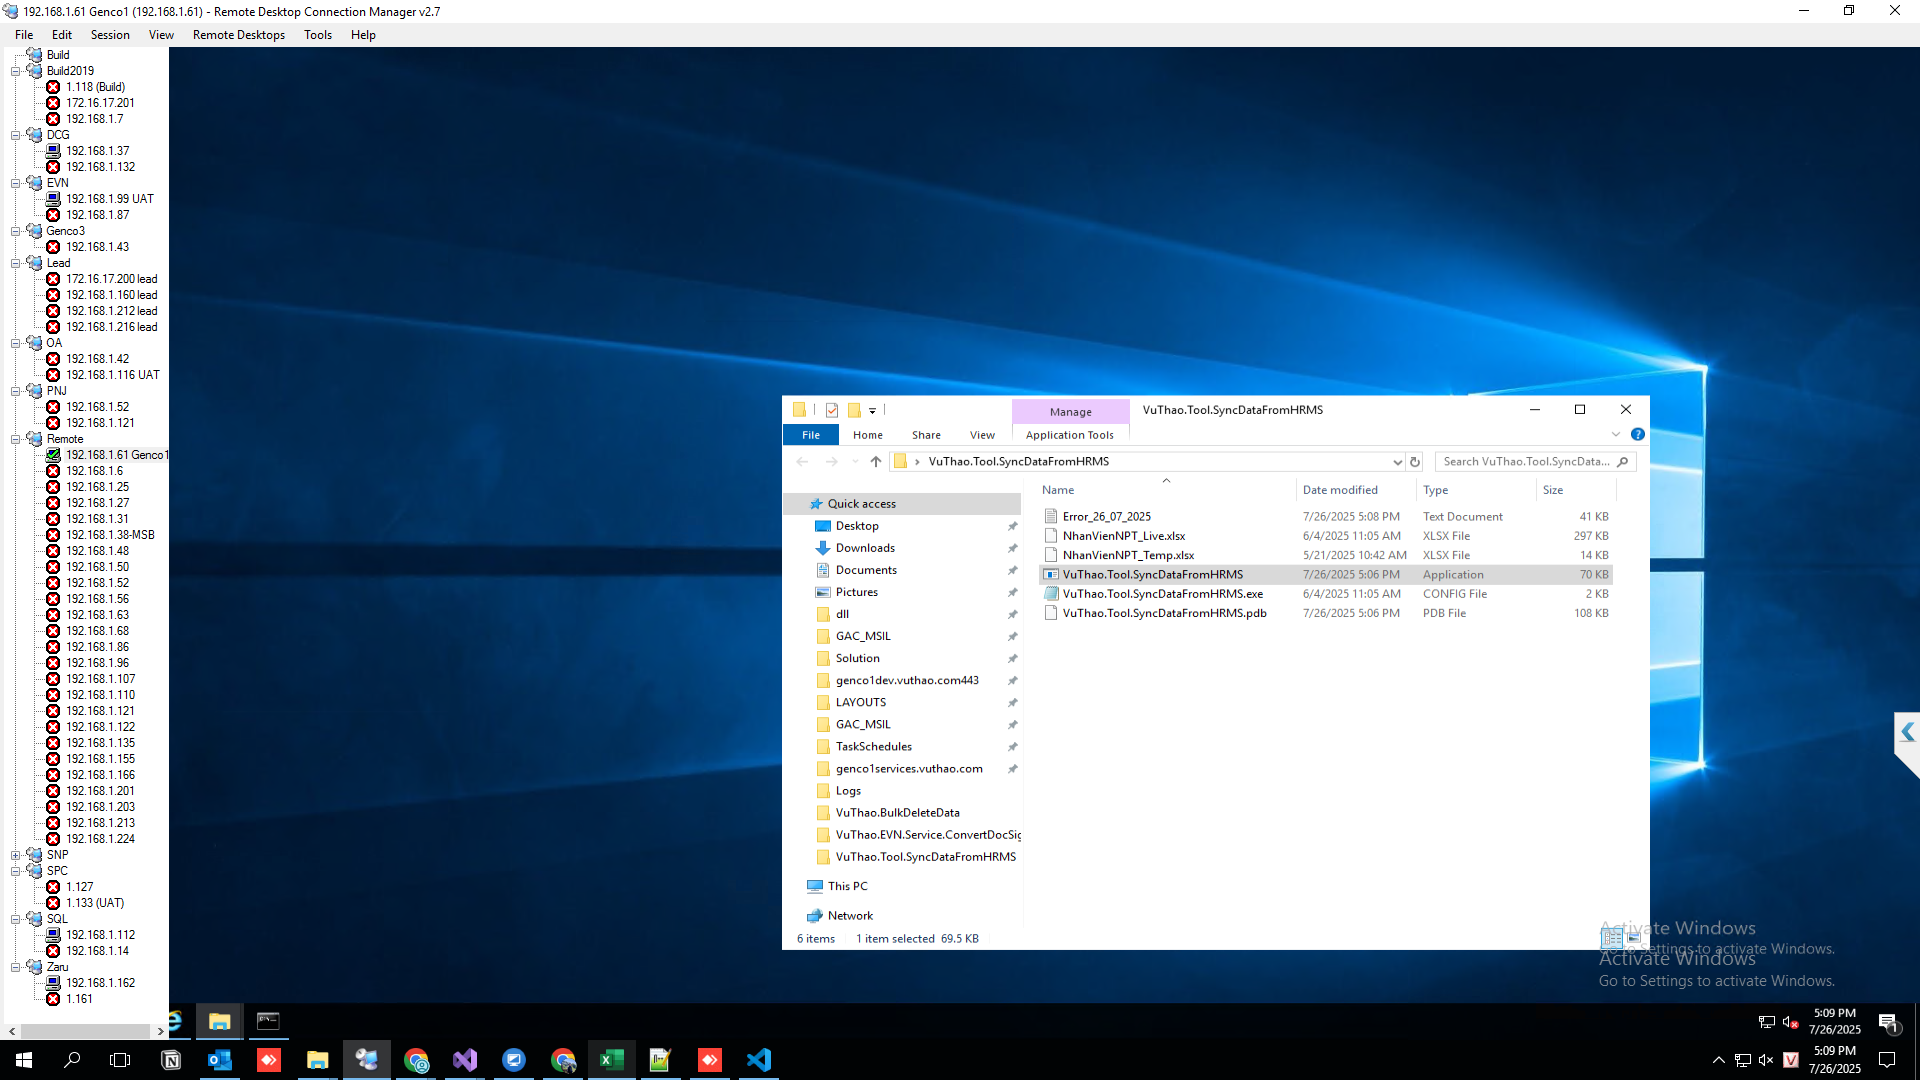 192.168.1.61 Genco1 (192.168.1.61) - Remote Desktop Connection Manager v2.7
File Edit Session View Remote Desktops Tools Help
Build
Build2019
1.118 (Build)
172.16.17.201
192.168.1.7
DCG
192.168.1.37
192.168.1.132
EVN
192.168.1.99 UAT
192.168.1.87
Genco3
192.168.1.43
Lead
172.16.17.200 lead
192.168.1.160 lead
192.168.1.212 lead
192.168.1.216 lead
OA
192.168.1.42
192.168.1.116 UAT
PNJ
192.168.1.52
192.168.1.121
Remote
192.168.1.61 Genco1
192.168.1.6
192.168.1.25
192.168.1.27
192.168.1.31
192.168.1.38-MSB
192.168.1.48
192.168.1.50
192.168.1.52
192.168.1.56
192.168.1.63
192.168.1.68
192.168.1.86
192.168.1.96
192.168.1.107
192.168.1.110
192.168.1.121
192.168.1.122
192.168.1.135
192.168.1.155
192.168.1.166
192.168.1.201
192.168.1.203
192.168.1.213
192.168.1.224
SNP
SPC
1.127
1.133 (UAT)
SQL
192.168.1.112
192.168.1.14
Zaru
192.168.1.162
1.161
Manage VuThao.Tool.SyncDataFromHRMS
File Home Share View Application Tools
VuThao.Tool.SyncDataFromHRMS Search VuThao.Tool.SyncData...
Quick access
Desktop
Downloads
Documents
Pictures
dll
GAC_MSIL
Solution
genco1dev.vuthao.com443
LAYOUTS
GAC_MSIL
TaskSchedules
genco1services.vuthao.com
Logs
VuThao.BulkDeleteData
VuThao.EVN.Service.ConvertDocSig
VuThao.Tool.SyncDataFromHRMS
This PC
Network
Name Date modified Type Size
Error_26_07_2025 7/26/2025 5:08 PM Text Document 41 KB
NhanVienNPT_Live.xlsx 6/4/2025 11:05 AM XLSX File 297 KB
NhanVienNPT_Temp.xlsx 5/21/2025 10:42 AM XLSX File 14 KB
VuThao.Tool.SyncDataFromHRMS 7/26/2025 5:06 PM Application 70 KB
VuThao.Tool.SyncDataFromHRMS.exe 6/4/2025 11:05 AM CONFIG File 2 KB
VuThao.Tool.SyncDataFromHRMS.pdb 7/26/2025 5:06 PM PDB File 108 KB
6 items 1 item selected 69.5 KB
Activate Windows
Go to Settings to activate Windows.
Activate Windows
Go to Settings to activate Windows.
5:09 PM
7/26/2025
1
5:09 PM
7/26/2025